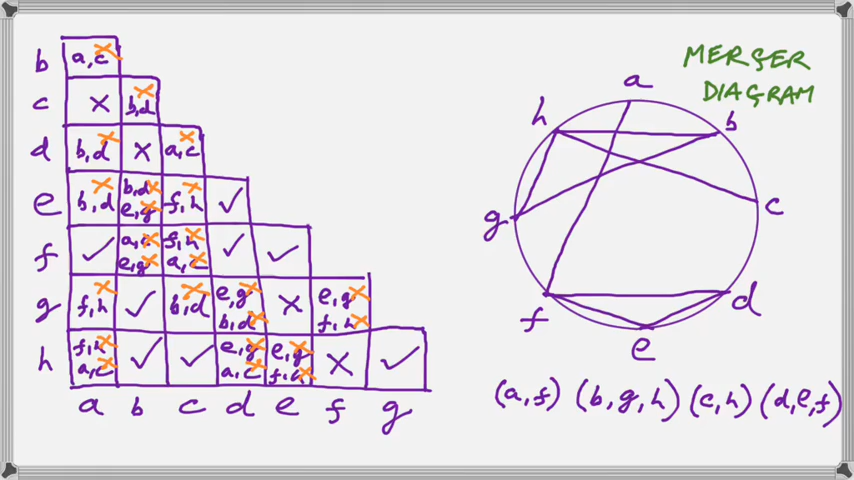 b a,c
c × b,d
d b,d × a,c
e b,d b,d f,h ✓
e,g
f ✓ a,c f,h ✓ ✓
e,g a,c
g f,h ✓ b,d e,g × e,g
b,d f,h
h f,h ✓ ✓ e,g e,g × ✓
a,c a,c f,h
a b c d e f g
MERGER
DIAGRAM
a
h b
g c
f d
e
(a,f) (b,g,h) (c,h) (d,e,f)